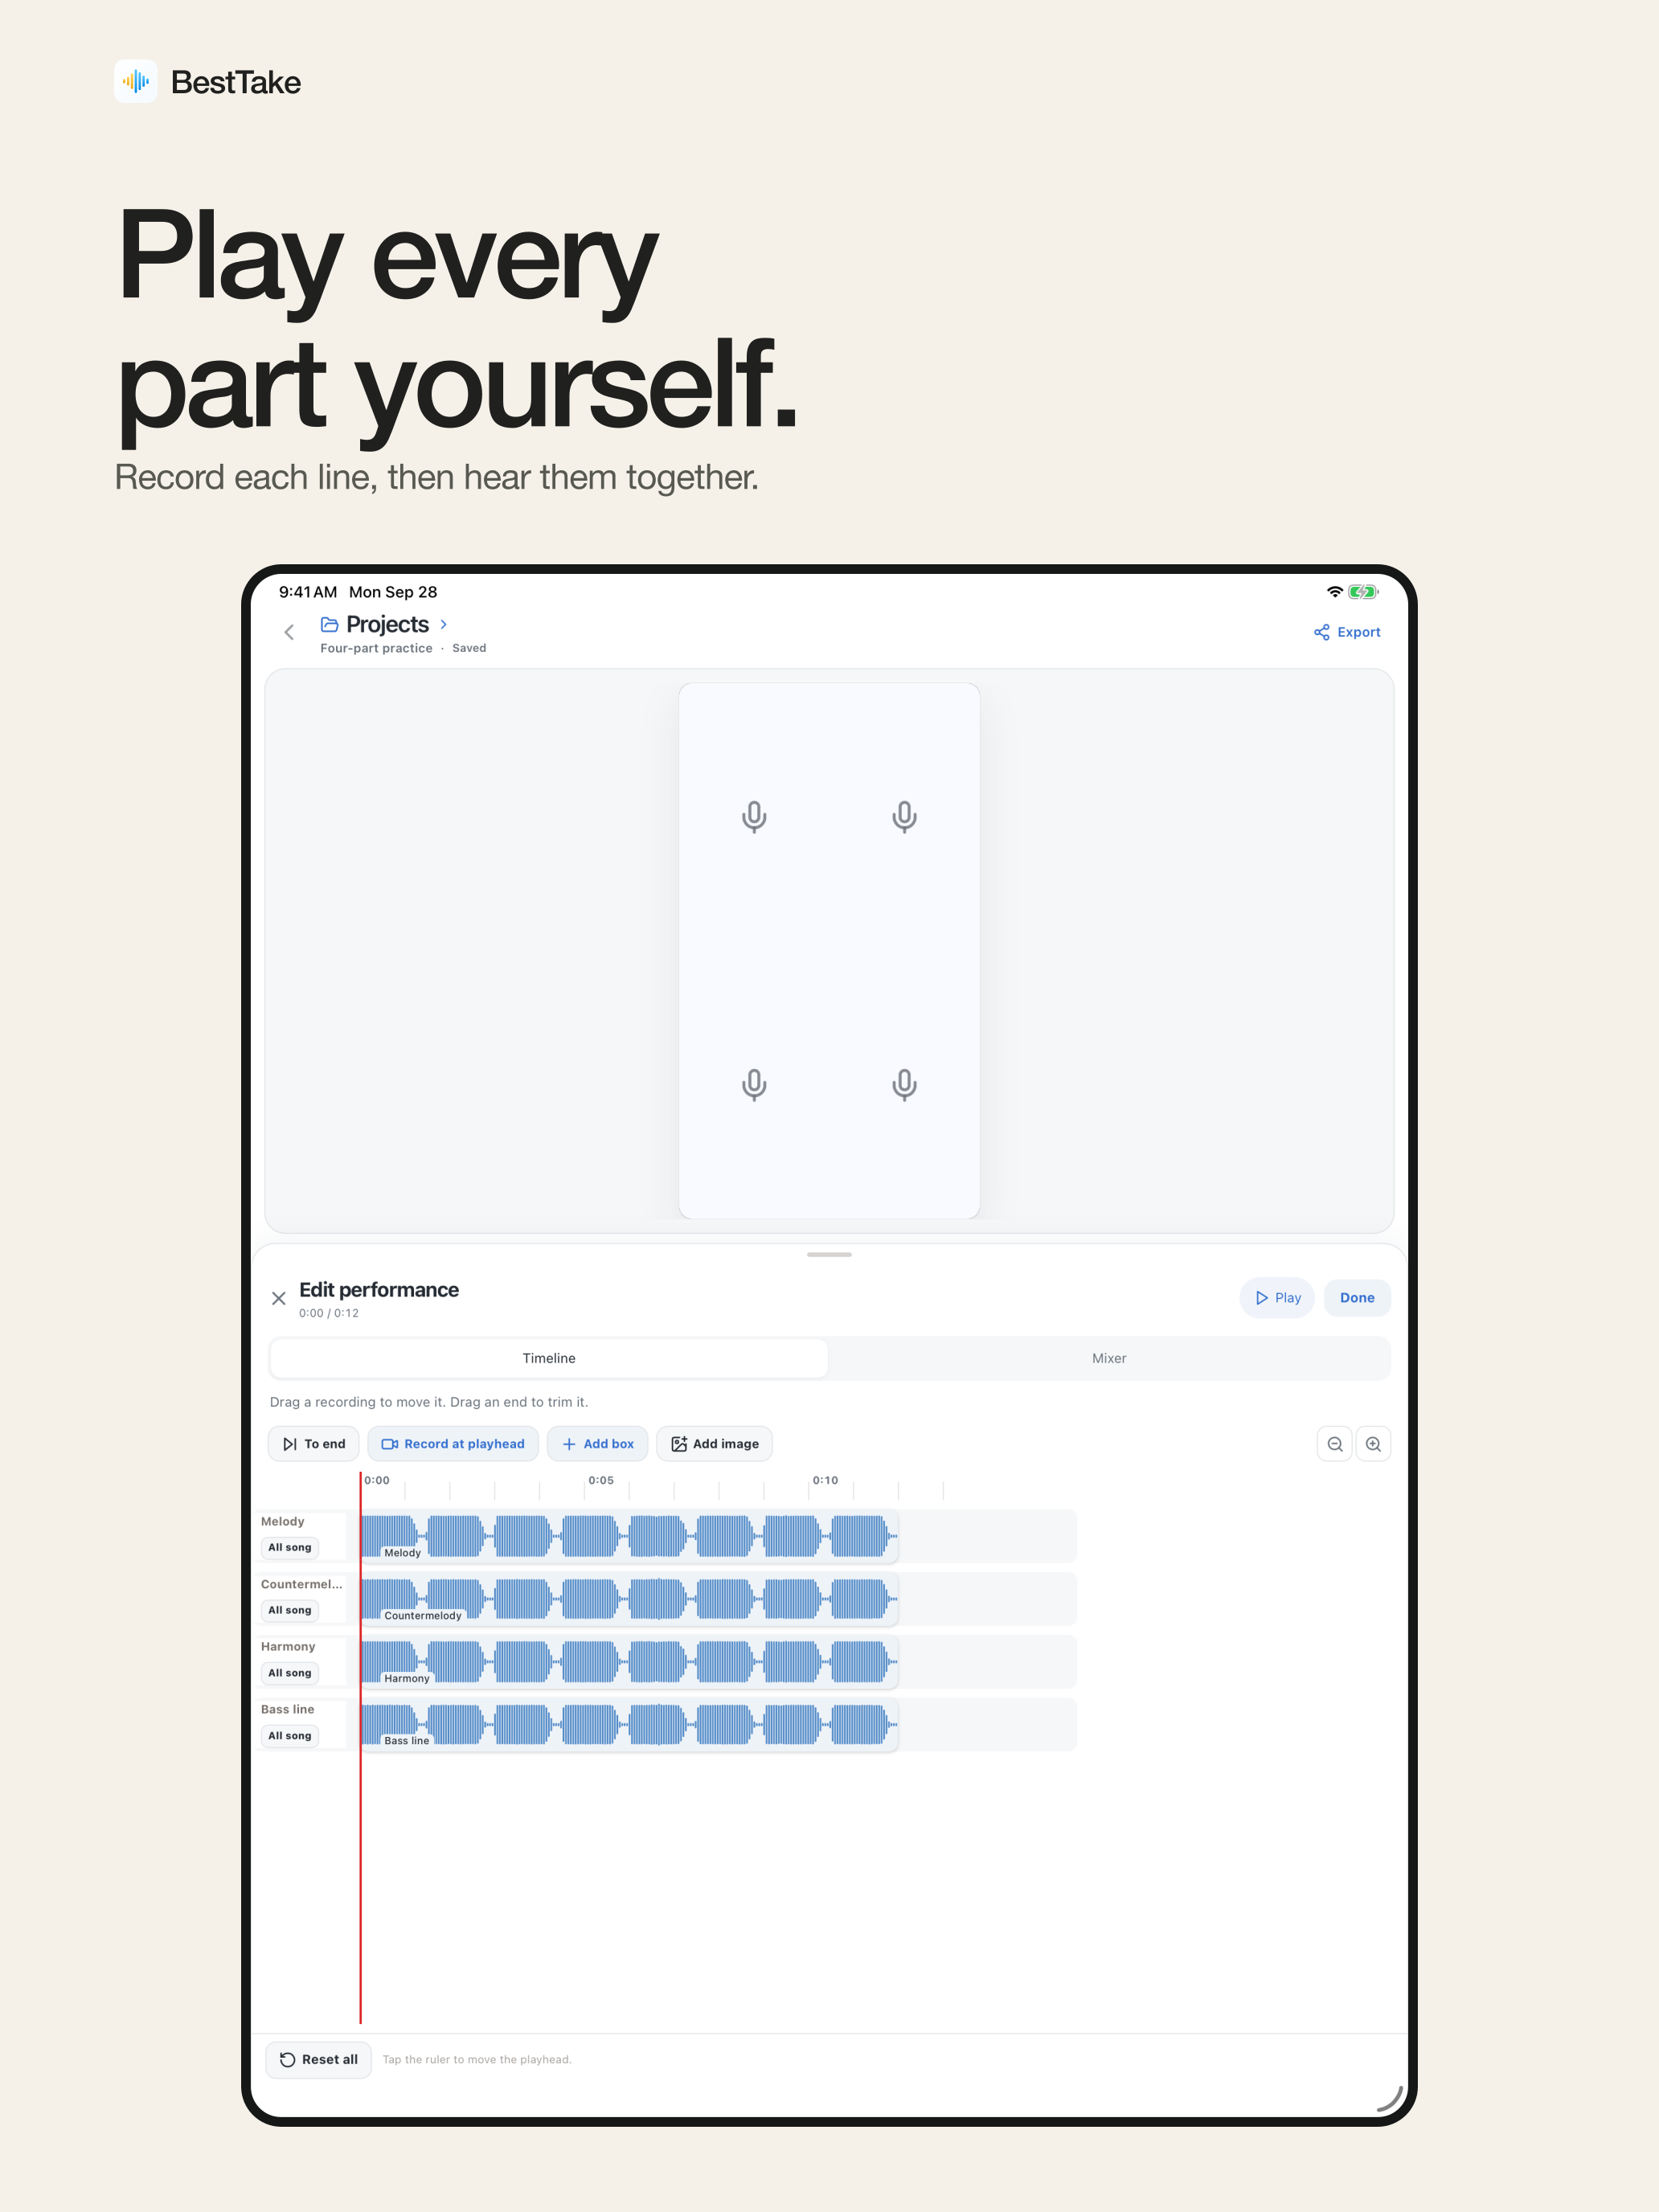 BestTake
Play every
part yourself.
Record each line, then hear them together.
9:41 AM Mon Sep 28
Projects
Export
Four-part practice · Saved
Edit performance
0:00 / 0:12
Play
Done
Timeline
Mixer
Drag a recording to move it. Drag an end to trim it.
To end
Record at playhead
Add box
Add image
0:00
0:05
0:10
Melody
All song
Melody
Countermel...
All song
Countermelody
Harmony
All song
Harmony
Bass line
All song
Bass line
Reset all
Tap the ruler to move the playhead.